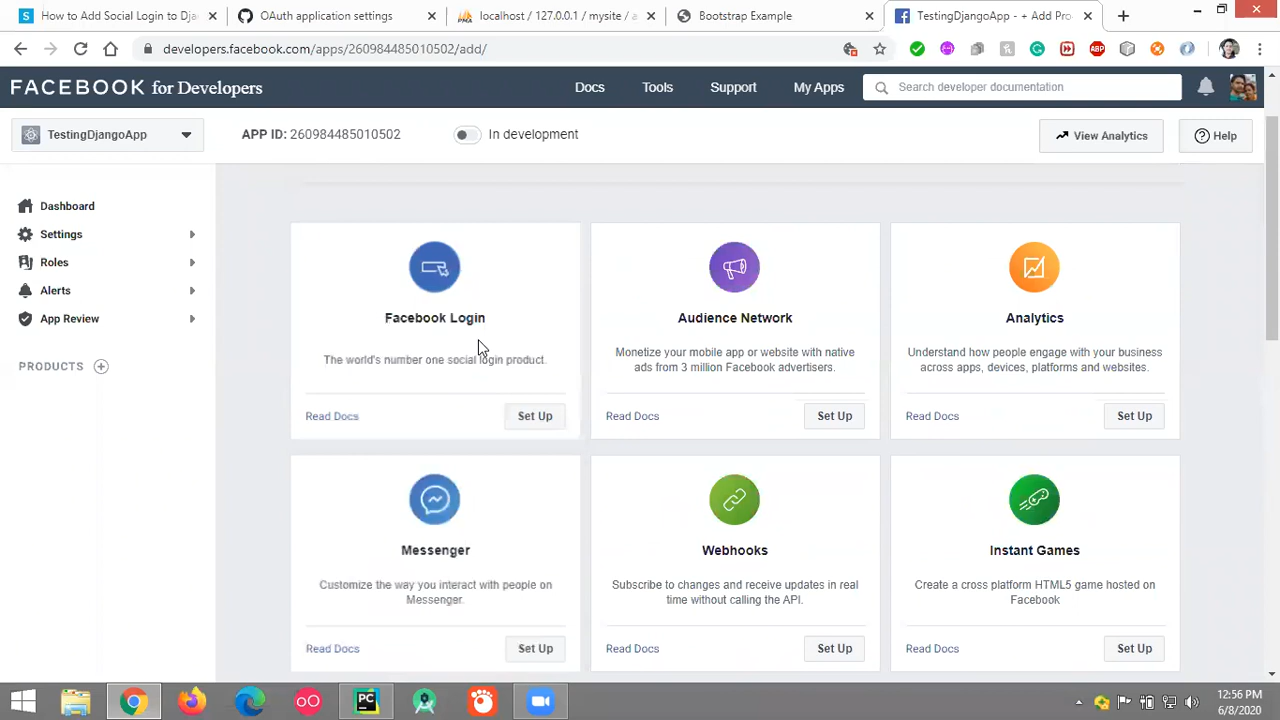 How to Add Social Login to Dj
OAuth application settings
localhost / 127.0.0.1 / mysite /
Bootstrap Example
TestingDjangoApp - + Add Pro
developers.facebook.com/apps/260984485010502/add/
ABP
FACEBOOK for Developers
Docs
Tools
Support
My Apps
Search developer documentation
TestingDjangoApp
APP ID: 260984485010502
In development
View Analytics
Help
Dashboard
Settings
Roles
Alerts
App Review
PRODUCTS
Facebook Login
The world's number one social login product.
Read Docs
Set Up
Audience Network
Monetize your mobile app or website with native
ads from 3 million Facebook advertisers.
Read Docs
Set Up
Analytics
Understand how people engage with your business
across apps, devices, platforms and websites.
Read Docs
Set Up
Messenger
Customize the way you interact with people on
Messenger.
Read Docs
Set Up
Webhooks
Subscribe to changes and receive updates in real
time without calling the API.
Read Docs
Set Up
Instant Games
Create a cross platform HTML5 game hosted on
Facebook
Read Docs
Set Up
PC
12:56 PM
6/8/2020